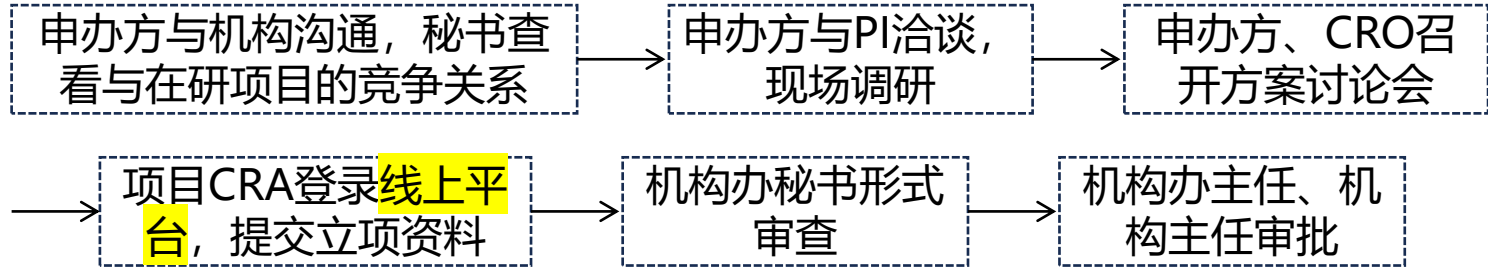 申办方与机构沟通，秘书查
看与在研项目的竞争关系
申办方与PI洽谈，
现场调研
申办方、CRO召
开方案讨论会
项目CRA登录线上平
台，提交立项资料
机构办秘书形式
审查
机构办主任、机
构主任审批